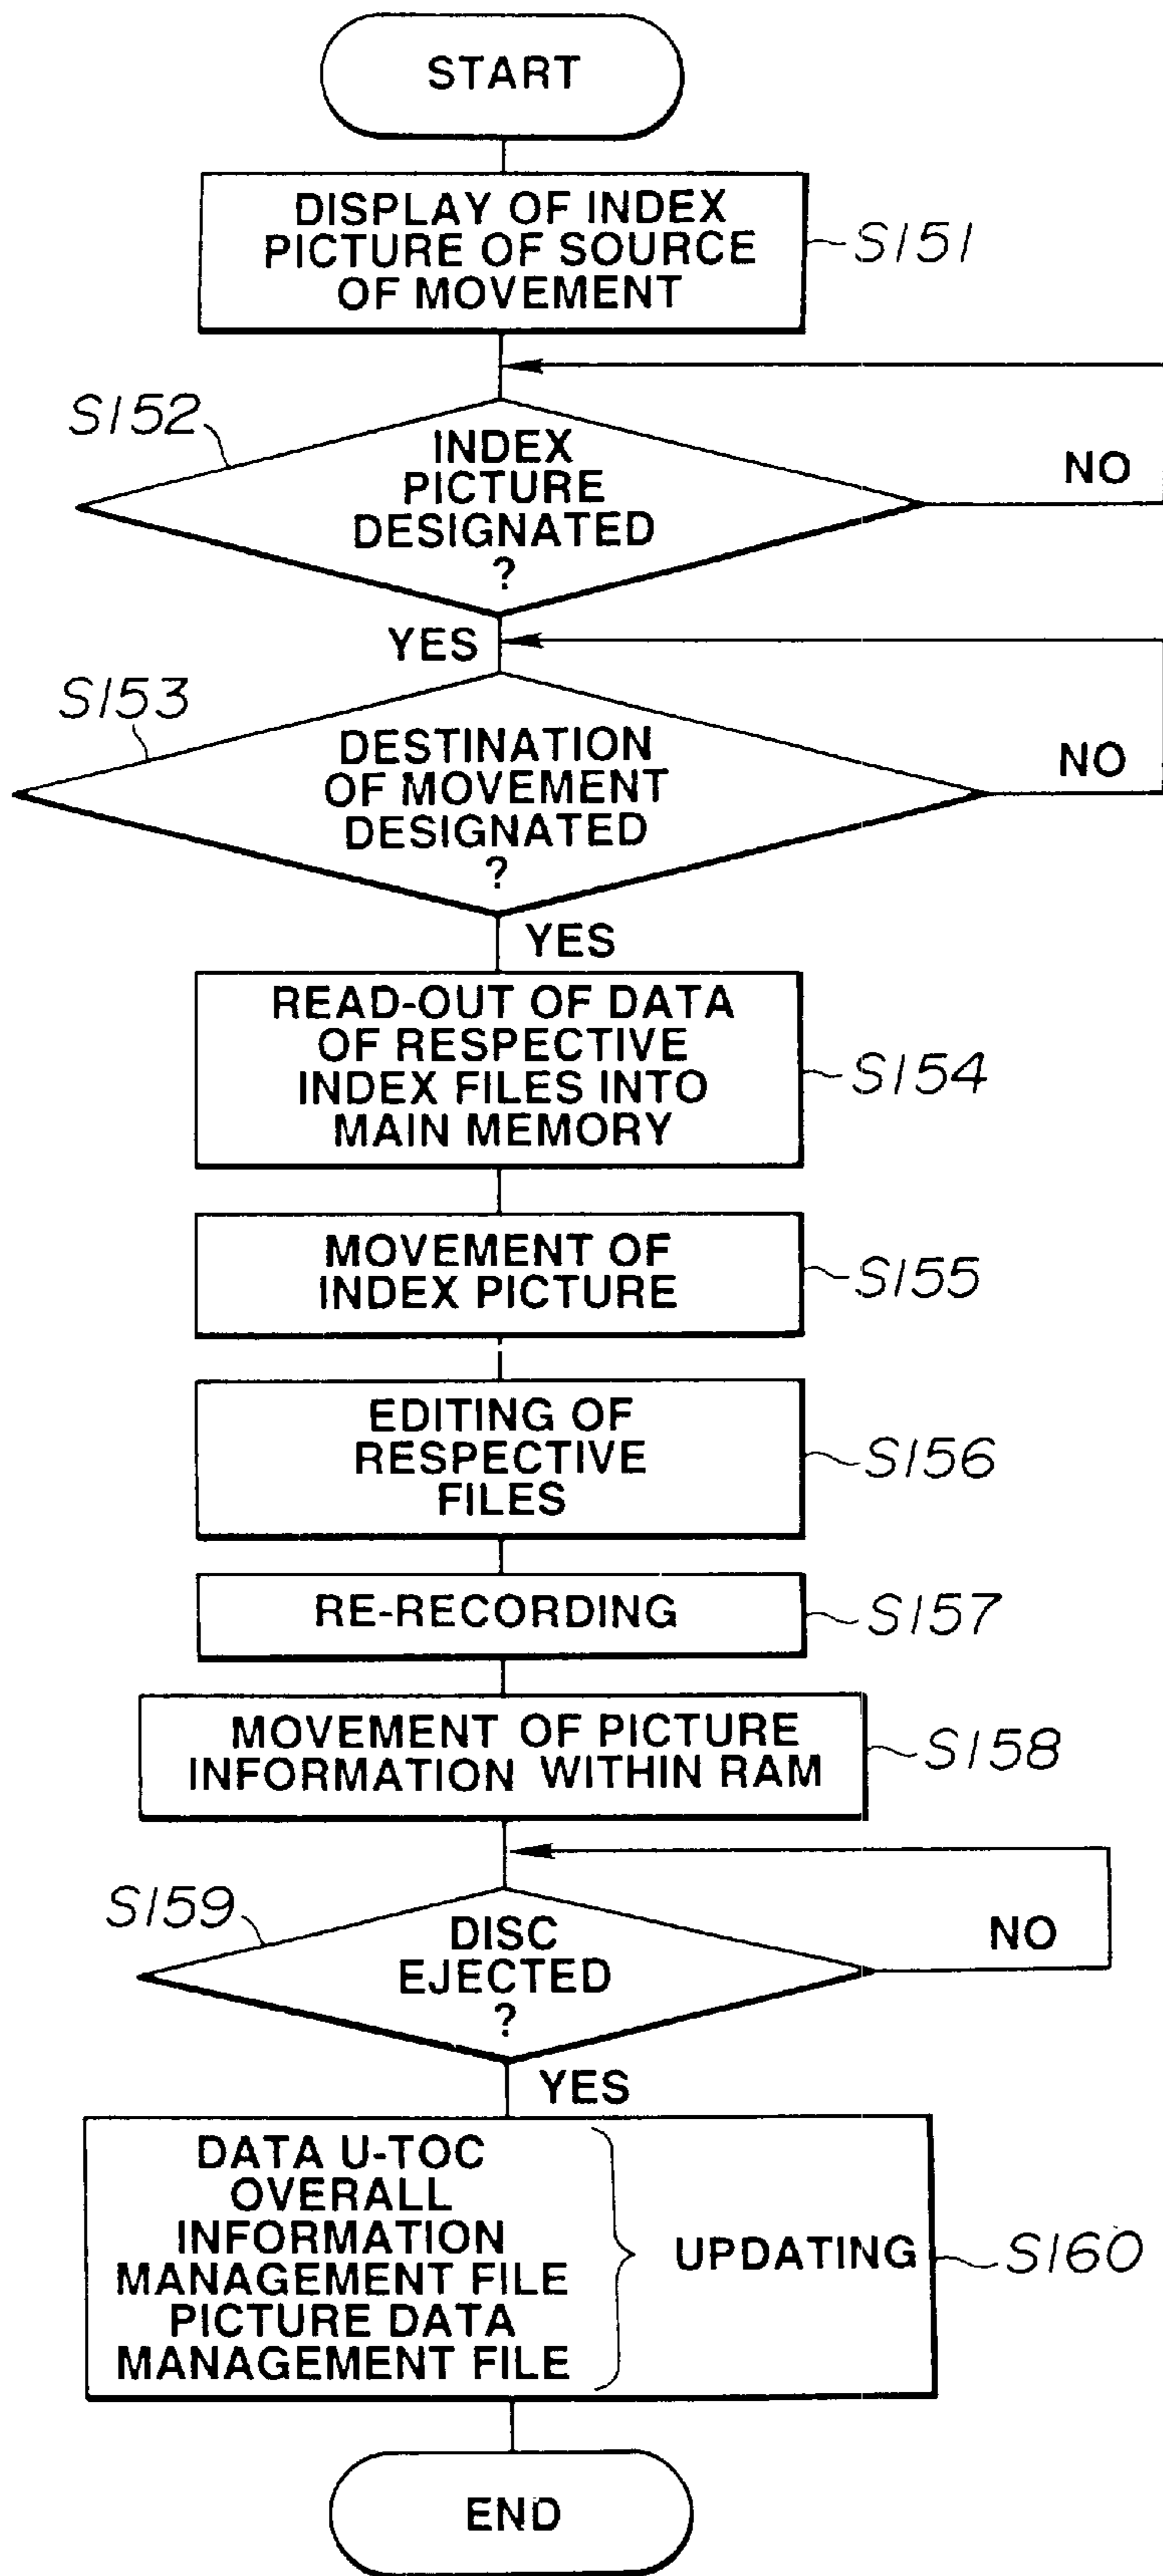 START
DISPLAY OF INDEX
PICTURE OF SOURCE
OF MOVEMENT
S151
S152
INDEX
PICTURE
DESIGNATED
?
NO
YES
S153
DESTINATION
OF MOVEMENT
DESIGNATED
?
NO
YES
READ-OUT OF DATA
OF RESPECTIVE
INDEX FILES INTO
MAIN MEMORY
S154
MOVEMENT OF
INDEX PICTURE
S155
EDITING OF
RESPECTIVE
FILES
S156
RE-RECORDING
S157
MOVEMENT OF PICTURE
INFORMATION WITHIN RAM
S158
S159
DISC
EJECTED
?
NO
YES
DATA U-TOC
OVERALL
INFORMATION
MANAGEMENT FILE
PICTURE DATA
MANAGEMENT FILE
UPDATING
S160
END